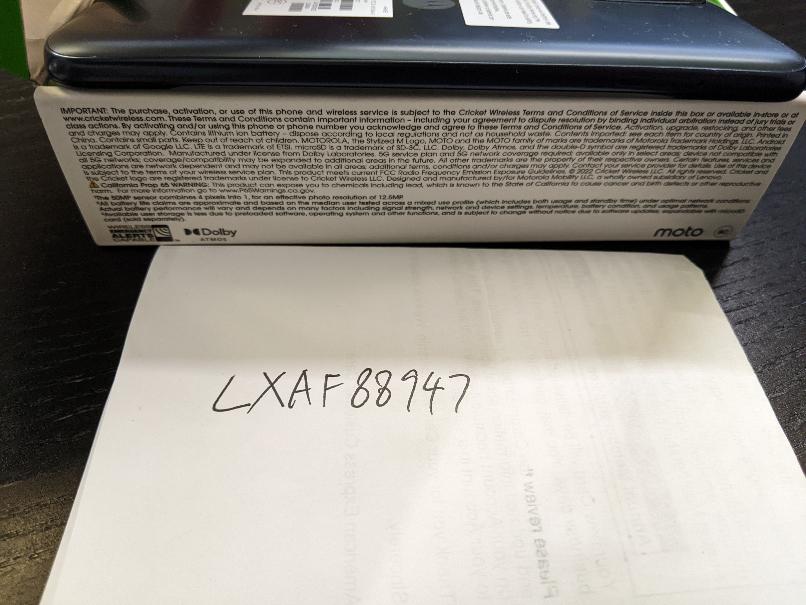 IMPORTANT: The purchase, activation, or use of this phone and wireless service is subject to the Cricket Wireless Terms and Conditions of Service inside this box or available in-store or at
www.cricketwireless.com. These Terms and Conditions contain important information – including your agreement to dispute resolution by binding individual arbitration instead of jury trials or
class actions. By activating and/or using this phone or phone number you acknowledge and agree to these Terms and Conditions of Service. Activation, upgrade, restocking, and other fees
and charges may apply. Contains lithium ion battery – dispose according to local regulations and not as household waste. Contents Imported: see each item for country of origin. Printed in
China. Contains small parts. Keep out of reach of children. MOTOROLA, the Stylized M Logo, MOTO and the MOTO family of marks are trademarks of Motorola Trademark Holdings, LLC. Android
is a trademark of Google LLC. LTE is a trademark of ETSI. microSD is a trademark of SD-3C, LLC. Dolby, Dolby Atmos, and the double-D symbol are registered trademarks of Dolby Laboratories
Licensing Corporation. Manufactured under license from Dolby Laboratories. 5G service plan and 5G network coverage required; available only in select areas; device not compatible with
all 5G networks; coverage/compatibility may be expanded to additional areas in the future. All other trademarks are the property of their respective owners. Certain features, services and
applications are network dependent and may not be available in all areas; additional terms, conditions and/or charges may apply. Contact your service provider for details. Use of this device
is subject to the terms of your wireless plan. This product meets current FCC Radio Frequency Emission Exposure Guidelines. © 2022 Cricket Wireless LLC. All rights reserved. Cricket and
the Cricket logo are registered trademarks under license to Cricket Wireless LLC. Designed and manufactured by/for Motorola Mobility LLC, a wholly owned subsidiary of Lenovo.
California Prop 65 WARNING: This product can expose you to chemicals including lead, which is known to the State of California to cause cancer and birth defects or other reproductive
harm. For more information go to www.P65Warnings.ca.gov.
The 50MP sensor combines 4 pixels into 1, for an effective photo resolution of 12.5MP
All battery life claims are approximate and based on the median user tested across a mixed use profile (which includes both usage and standby time) under optimal network conditions.
Actual battery performance will vary and depends on many factors including signal strength, network and device settings, temperature, battery condition, and usage patterns.
Available user storage is less due to preloaded software, operating system and other functions, and is subject to change without notice due to software updates; expandable with microSD
card (sold separately).
WIRELESS
EMERGENCY
ALERTS
CAPABLE
Dolby
ATMOS
moto
LXAF88947
Please review